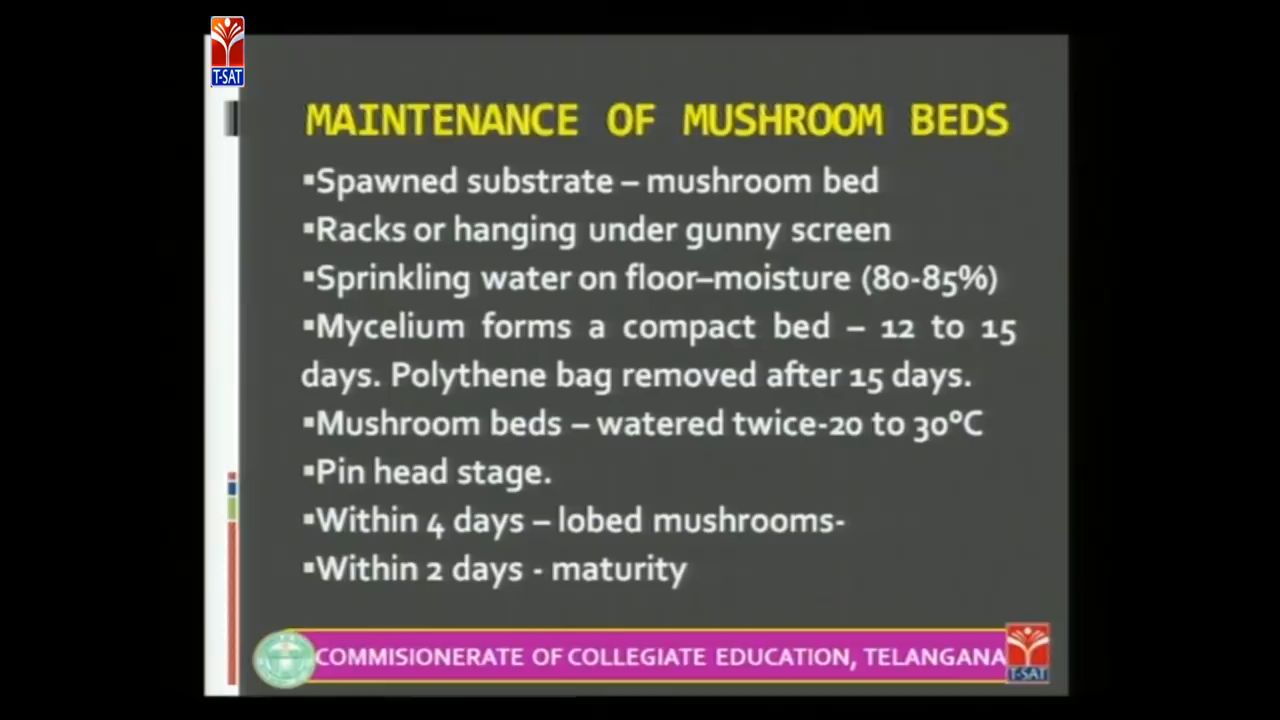 T-SAT
MAINTENANCE OF MUSHROOM BEDS
▪Spawned substrate – mushroom bed
▪Racks or hanging under gunny screen
▪Sprinkling water on floor–moisture (80-85%)
▪Mycelium forms a compact bed – 12 to 15
days. Polythene bag removed after 15 days.
▪Mushroom beds – watered twice-20 to 30°C
▪Pin head stage.
▪Within 4 days – lobed mushrooms-
▪Within 2 days - maturity
COMMISIONERATE OF COLLEGIATE EDUCATION, TELANGANA
T-SAT